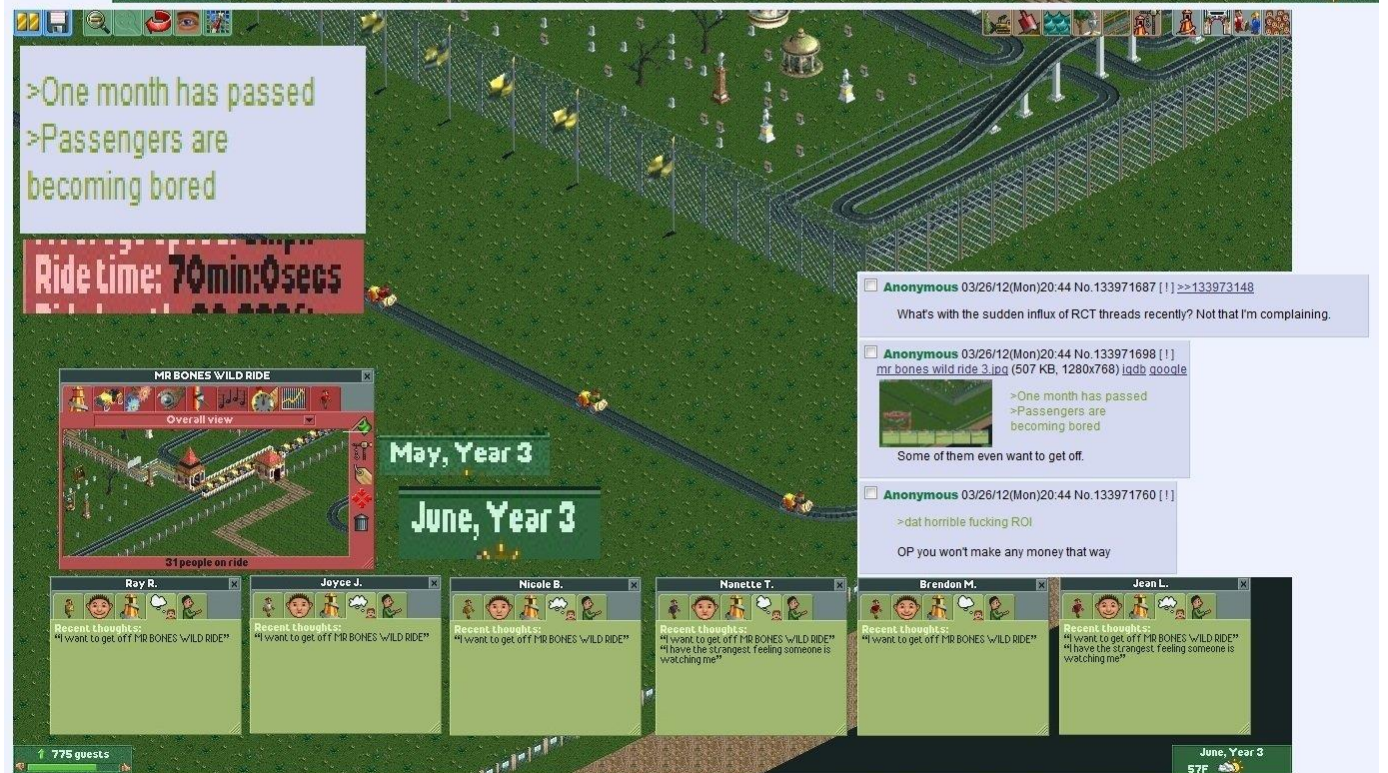 >One month has passed
>Passengers are
becoming bored
Ride time: 70min:0secs
Anonymous 03/26/12(Mon)20:44 No.133971687 [ ! ] >>133973148
What's with the sudden influx of RCT threads recently? Not that I'm complaining.
Anonymous 03/26/12(Mon)20:44 No.133971698 [ ! ]
mr bones wild ride 3.jpg (507 KB, 1280x768) iqdb google
>One month has passed
>Passengers are
becoming bored
Some of them even want to get off.
Anonymous 03/26/12(Mon)20:44 No.133971760 [ ! ]
>dat horrible fucking ROI
OP you won't make any money that way
MR BONES WILD RIDE
Overall view
31 people on ride
May, Year 3
June, Year 3
Ray R.
Recent thoughts:
“I want to get off MR BONES WILD RIDE”
Joyce J.
Recent thoughts:
“I want to get off MR BONES WILD RIDE”
Nicole B.
Recent thoughts:
“I want to get off MR BONES WILD RIDE”
Nanette T.
Recent thoughts:
“I want to get off MR BONES WILD RIDE”
“I have the strangest feeling someone is
watching me”
Brendon M.
Recent thoughts:
“I want to get off MR BONES WILD RIDE”
Jean L.
Recent thoughts:
“I want to get off MR BONES WILD RIDE”
“I have the strangest feeling someone is
watching me”
775 guests
June, Year 3
57F